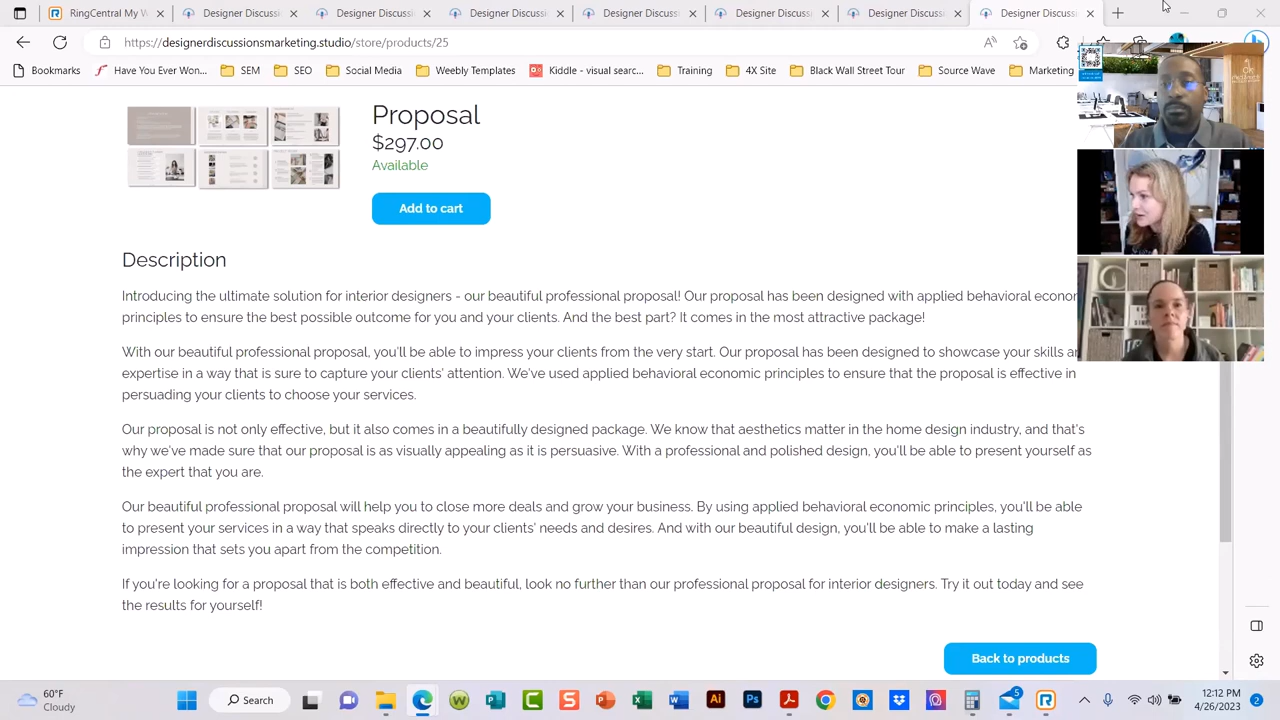 RingCentral My W
Designer Discussi
Designer Discuss
Designer Discuss
Designer Discuss
Designer Discuss
Designer Discuss
Designer Discus
https://designerdiscussionsmarketing.studio/store/products/25
Bookmarks
Have You Ever Won...
SEM
SEO
Social
Weebly Templates
4X Site
Wall Street Tour
Source Wave
Marketing
Proposal
$297.00
Available
Add to cart
Description
Introducing the ultimate solution for interior designers - our beautiful professional proposal! Our proposal has been designed with applied behavioral econor
principles to ensure the best possible outcome for you and your clients. And the best part? It comes in the most attractive package!
With our beautiful professional proposal, you'll be able to impress your clients from the very start. Our proposal has been designed to showcase your skills ar
expertise in a way that is sure to capture your clients' attention. We've used applied behavioral economic principles to ensure that the proposal is effective in
persuading your clients to choose your services.
Our proposal is not only effective, but it also comes in a beautifully designed package. We know that aesthetics matter in the home design industry, and that's
why we've made sure that our proposal is as visually appealing as it is persuasive. With a professional and polished design, you'll be able to present yourself as
the expert that you are.
Our beautiful professional proposal will help you to close more deals and grow your business. By using applied behavioral economic principles, you'll be able
to present your services in a way that speaks directly to your clients' needs and desires. And with our beautiful design, you'll be able to make a lasting
impression that sets you apart from the competition.
If you're looking for a proposal that is both effective and beautiful, look no further than our professional proposal for interior designers. Try it out today and see
the results for yourself!
Back to products
60°F
Cloudy
Search
5
12:12 PM
4/26/2023
2